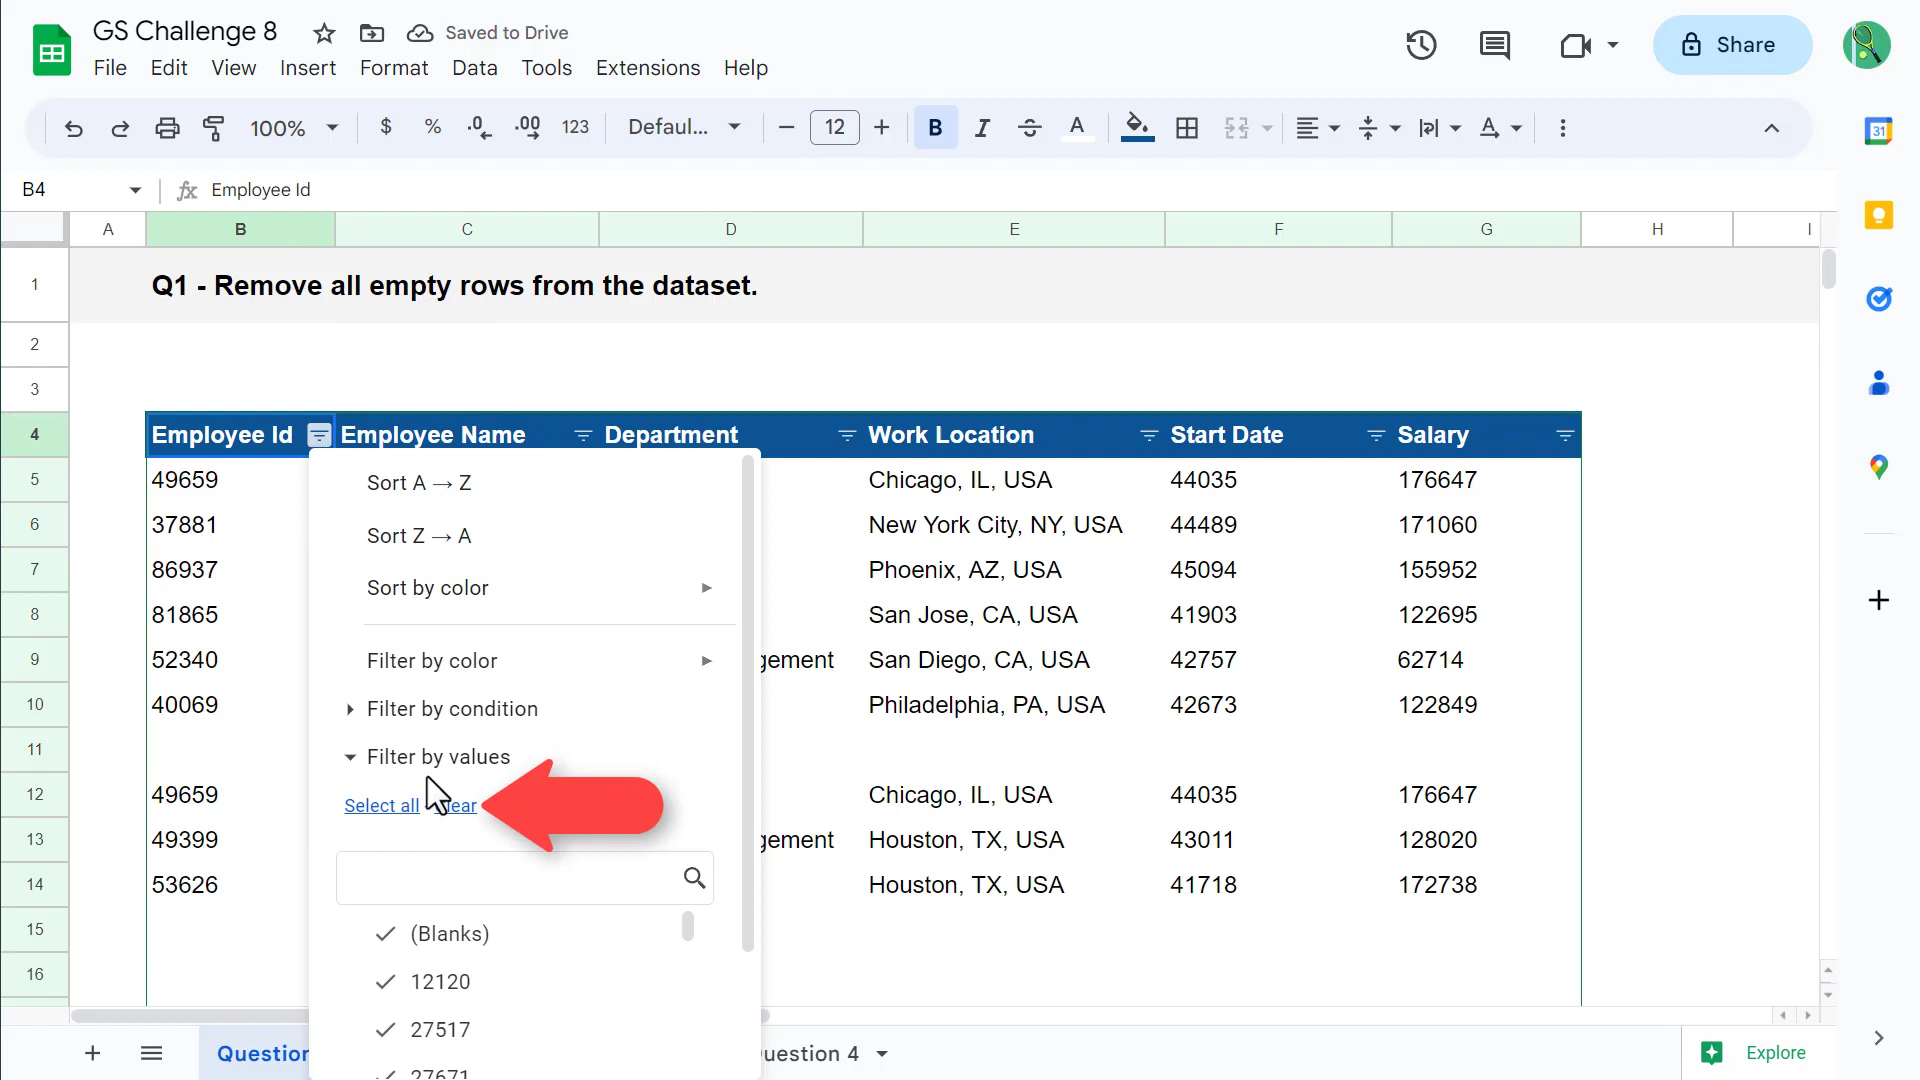 GS Challenge 8
Saved to Drive
File Edit View Insert Format Data Tools Extensions Help
Share
100% $ % .0 .00 123 Defaul... 12 B I A A
31
B4 fx Employee Id
A B C D E F G H I
1 Q1 - Remove all empty rows from the dataset.
2
3
4 Employee Id Employee Name Department Work Location Start Date Salary
5 49659 Chicago, IL, USA 44035 176647
6 37881 New York City, NY, USA 44489 171060
7 86937 Phoenix, AZ, USA 45094 155952
8 81865 San Jose, CA, USA 41903 122695
9 52340 gement San Diego, CA, USA 42757 62714
10 40069 Philadelphia, PA, USA 42673 122849
11
12 49659 Chicago, IL, USA 44035 176647
13 49399 gement Houston, TX, USA 43011 128020
14 53626 Houston, TX, USA 41718 172738
15
16
Sort A → Z
Sort Z → A
Sort by color
Filter by color
Filter by condition
Filter by values
Select all
(Blanks)
12120
27517
27671
Question
uestion 4
Explore